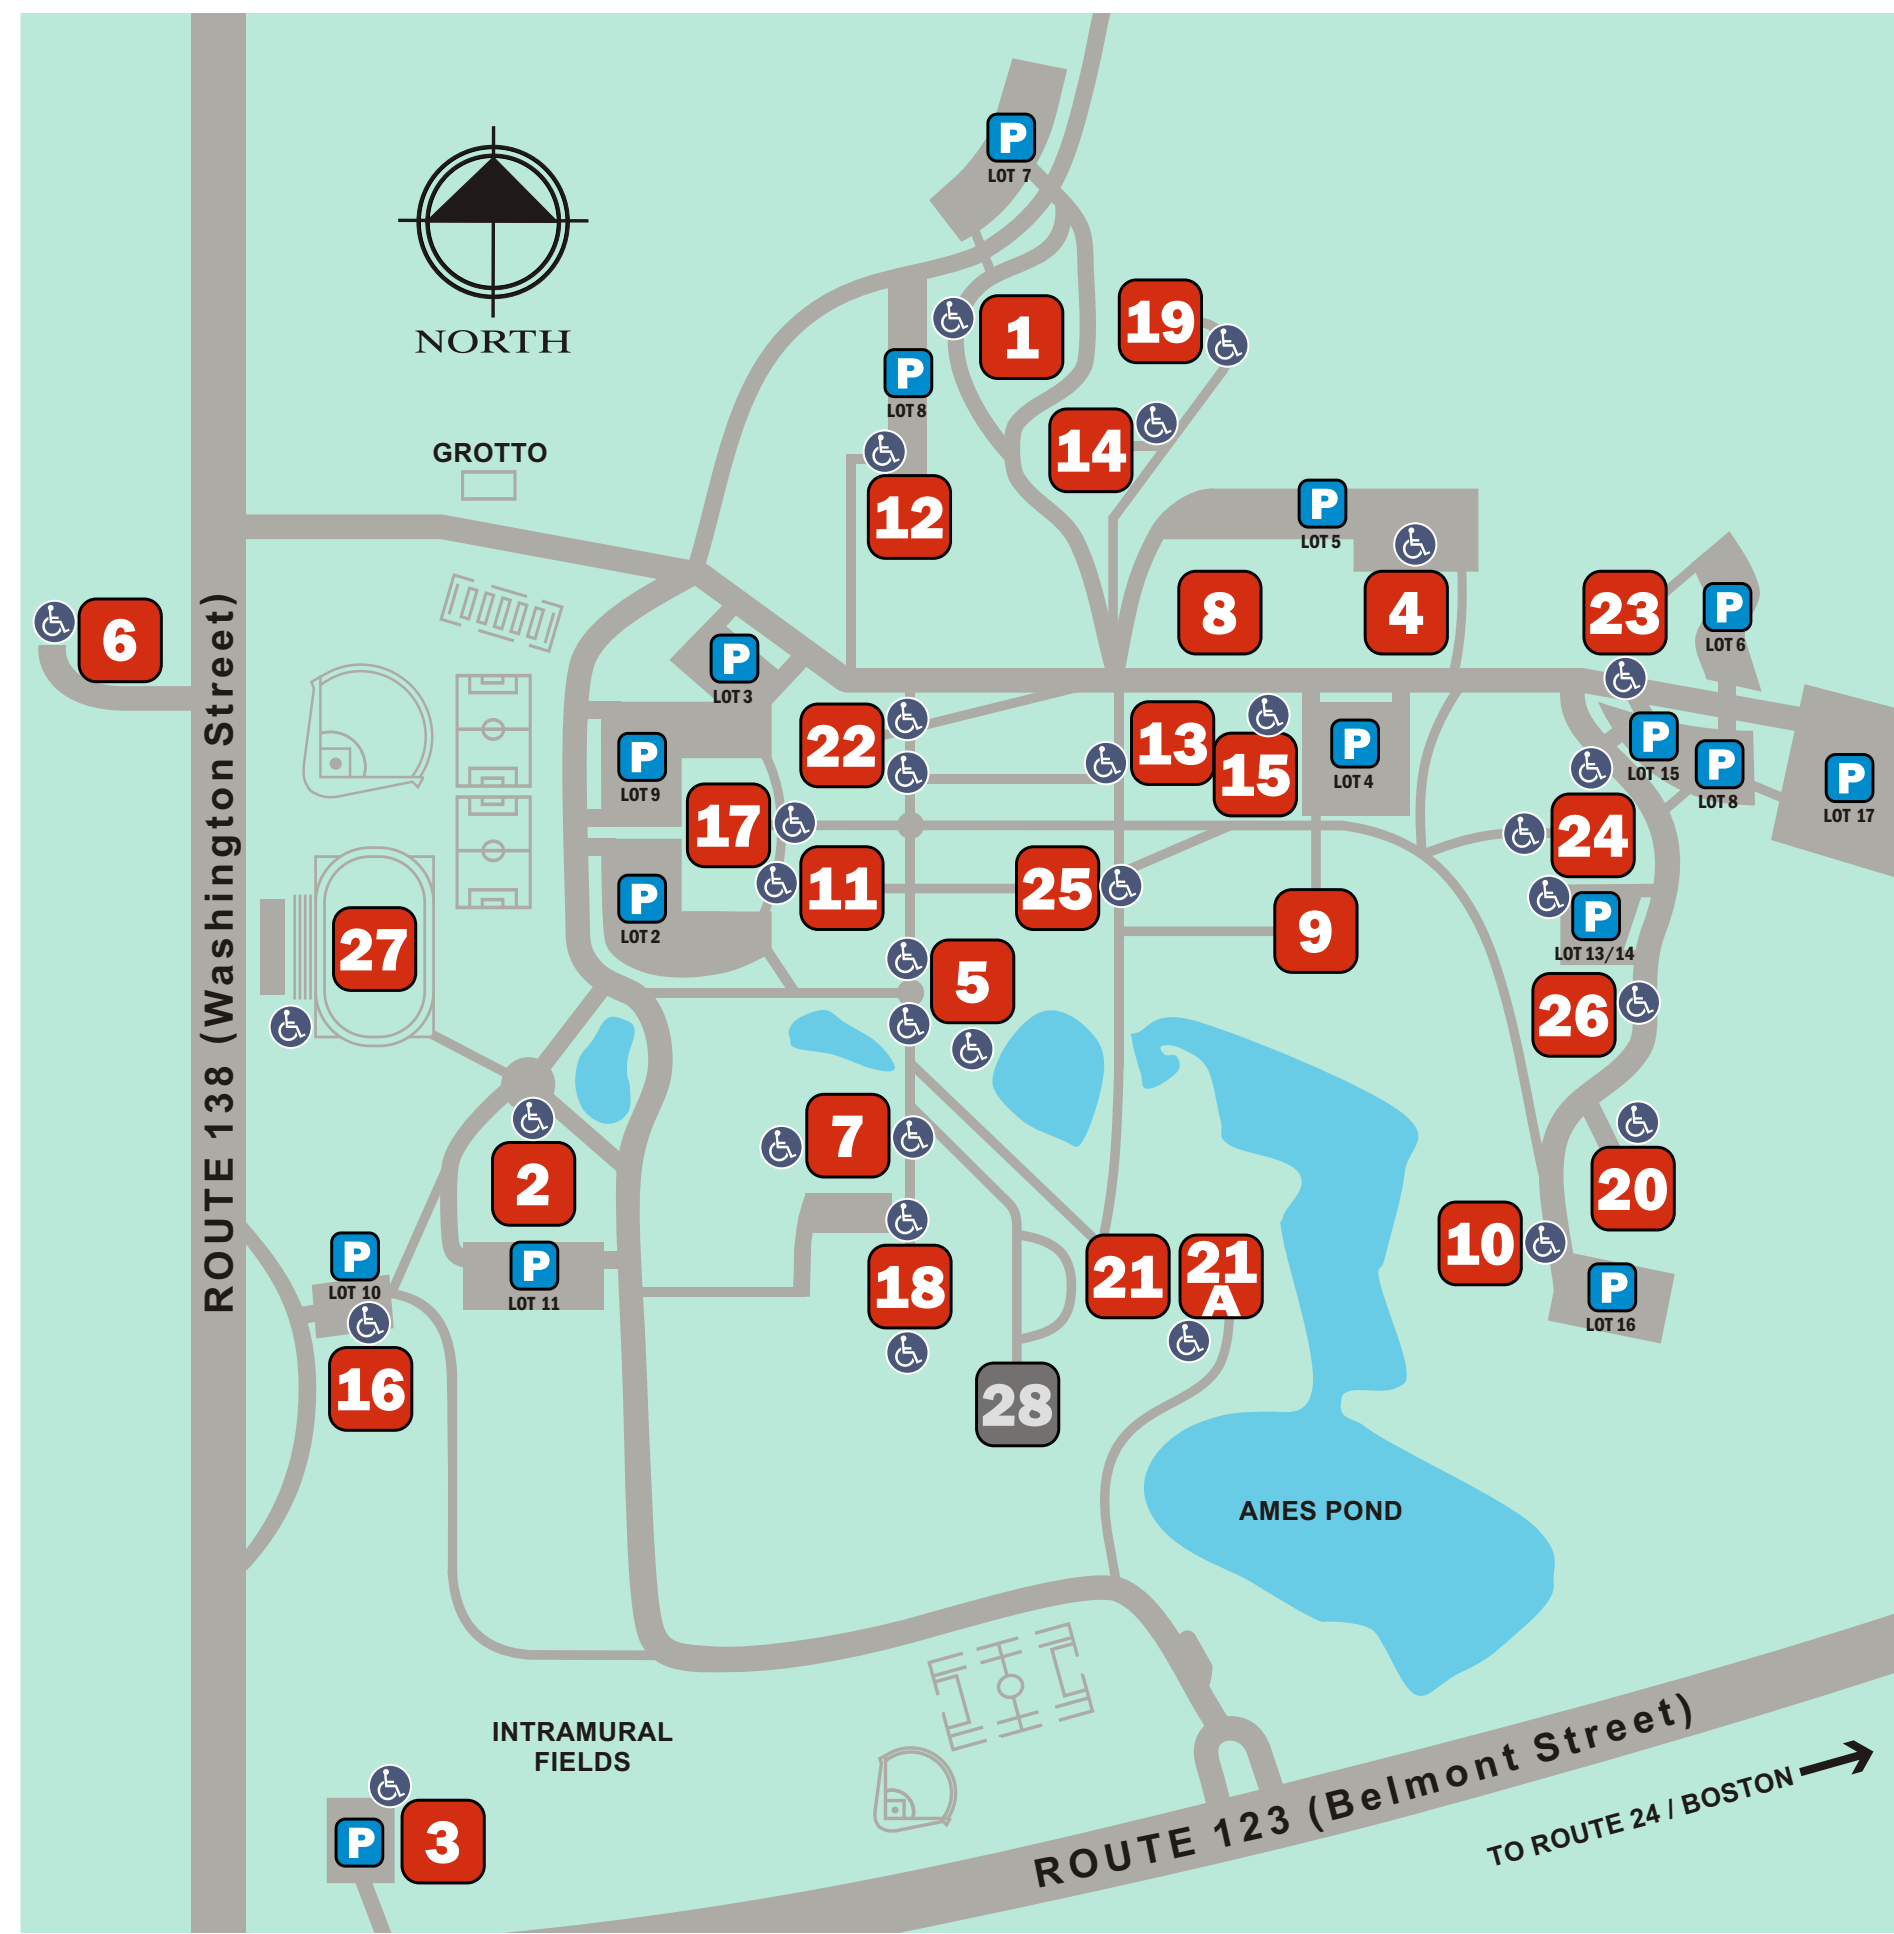 P
LOT 7
NORTH
1
19
P
LOT 8
GROTTO
14
12
P
LOT 5
6
8
4
23
P
LOT 6
P
LOT 3
ROUTE 138 (Washington Street)
22
13
15
P
LOT 4
P
LOT 15
P
LOT 8
P
LOT 17
P
LOT 9
17
24
11
25
P
LOT 2
9
P
LOT 13/14
27
5
26
7
2
20
10
P
LOT 10
P
LOT 11
18
21
21
A
P
LOT 16
16
28
AMES POND
INTRAMURAL
FIELDS
P
3
ROUTE 123 (Belmont Street)
TO ROUTE 24 / BOSTON